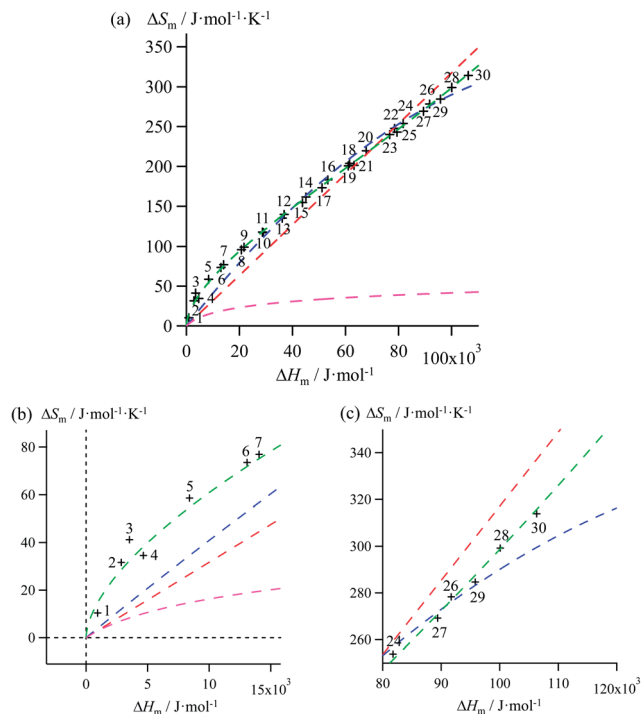 (a) ΔSm / J·mol-1·K-1
350
300
250
200
150
100
50
0
1 2 3 4 5 6 7 8 9 10 11 12 13 14 15 16 17 18 19 20 21 22 23 24 25 26 27 28 29 30
0 20 40 60 80 100x10³
ΔHm / J·mol-1
(b) ΔSm / J·mol-1·K-1
80
60
40
20
0
1 2 3 4 5 6 7
0 5 10 15x10³
ΔHm / J·mol-1
(c) ΔSm / J·mol-1·K-1
340
320
300
280
260
24 26 27 28 29 30
80 90 100 110 120x10³
ΔHm / J·mol-1